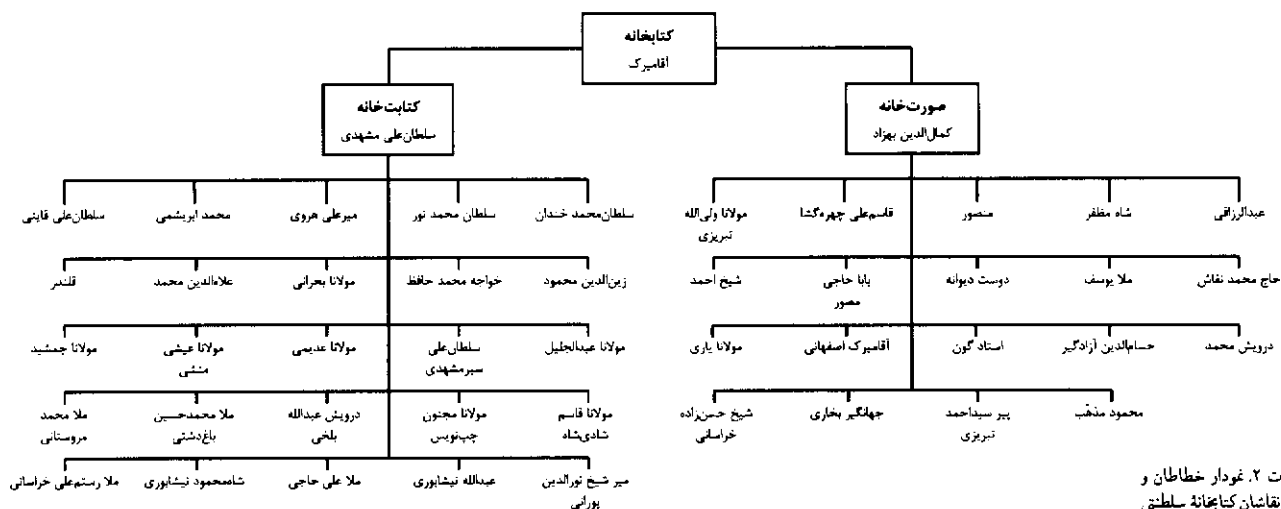 کتابخانه
آقامیرک
صورت‌خانه
کمال‌الدین بهزاد
عبدالرزاقی
شاه مظفر
منصور
قاسم‌علی چهره‌گشا
مولانا ولی‌الله
تبریزی
حاج محمد نقاش
ملا یوسف
دوست دیوانه
بابا حاجی
مصور
شیخ احمد
درویش محمد
حسام‌الدین آزادگیر
استاد گون
آقامیرک اصفهانی
مولانا یاری
محمود مذهّب
پیر سیداحمد
تبریزی
جهانگیر بخاری
شیخ حسن‌زاده
خراسانی
کتابت‌خانه
سلطان‌علی مشهدی
سلطان‌محمد خندان
سلطان محمد نور
میرعلی هروی
محمد ابریشمی
سلطان‌علی قاینی
زین‌الدین محمود
خواجه محمد حافظ
مولانا بحرانی
علاءالدین محمد
قلندر
مولانا عبدالجلیل
سلطان‌علی
سبزمشهدی
مولانا عدیمی
مولانا عیشی
منشی
مولانا جمشید
مولانا قاسم
شادی‌شاه
مولانا مجنون
چپ‌نویس
درویش عبدالله
بلخی
ملا محمدحسین
باغ‌دشتی
ملا محمد
مروستانی
میر شیخ نورالدین
پورانی
عبدالله نیشابوری
ملا علی حاجی
شاه‌محمود نیشابوری
ملا رستم‌علی خراسانی
ت ۲. نمودار خطاطان و
نقاشان کتابخانهٔ سلطنتی